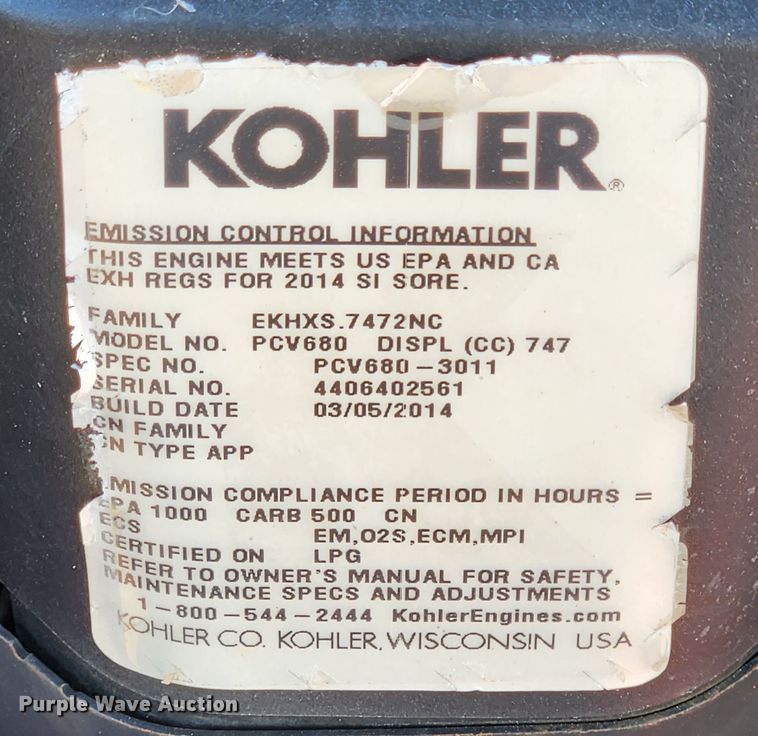 KOHLER®
EMISSION CONTROL INFORMATION
THIS ENGINE MEETS US EPA AND CA
EXH REGS FOR 2014 SI SORE.
FAMILY EKHXS.7472NC
MODEL NO. PCV680 DISPL (CC) 747
SPEC NO. PCV680-3011
SERIAL NO. 4406402561
BUILD DATE 03/05/2014
CN FAMILY
CN TYPE APP
EMISSION COMPLIANCE PERIOD IN HOURS =
EPA 1000 CARB 500 CN
ECS EM,O2S,ECM,MPI
CERTIFIED ON LPG
REFER TO OWNER'S MANUAL FOR SAFETY,
MAINTENANCE SPECS AND ADJUSTMENTS
1-800-544-2444 KohlerEngines.com
KOHLER CO. KOHLER, WISCONSIN USA
Purple Wave Auction